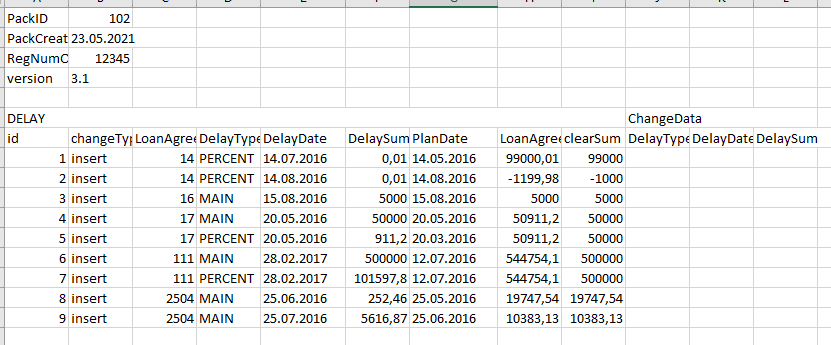 PackID 102
PackCreat 23.05.2021
RegNumC 12345
version 3.1
DELAY ChangeData
id changeTy LoanAgree DelayType DelayDate DelaySum PlanDate LoanAgree clearSum DelayType DelayDate DelaySum
1 insert 14 PERCENT 14.07.2016 0,01 14.05.2016 99000,01 99000
2 insert 14 PERCENT 14.08.2016 0,01 14.08.2016 -1199,98 -1000
3 insert 16 MAIN 15.08.2016 5000 15.08.2016 5000 5000
4 insert 17 MAIN 20.05.2016 50000 20.05.2016 50911,2 50000
5 insert 17 PERCENT 20.05.2016 911,2 20.03.2016 50911,2 50000
6 insert 111 MAIN 28.02.2017 500000 12.07.2016 544754,1 500000
7 insert 111 PERCENT 28.02.2017 101597,8 12.07.2016 544754,1 500000
8 insert 2504 MAIN 25.06.2016 252,46 25.05.2016 19747,54 19747,54
9 insert 2504 MAIN 25.07.2016 5616,87 25.06.2016 10383,13 10383,13